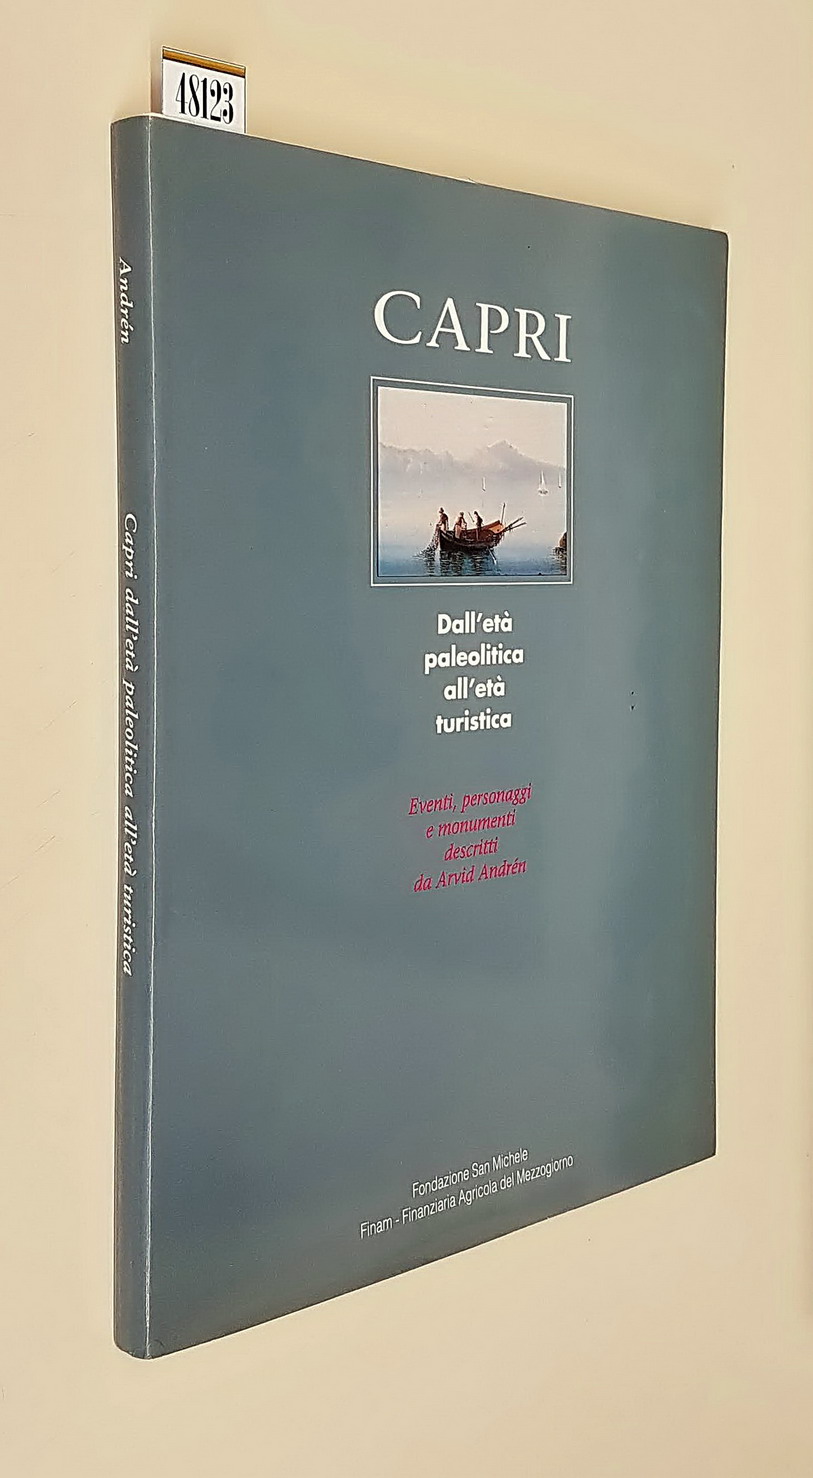 48123
Andrén
Capri dall'età paleolitica all'età turistica
CAPRI
Dall'età
paleolitica
all'età
turistica
Eventi, personaggi
e monumenti
descritti
da Arvid Andrén
Fondazione San Michele
Finam - Finanziaria Agricola del Mezzogiorno